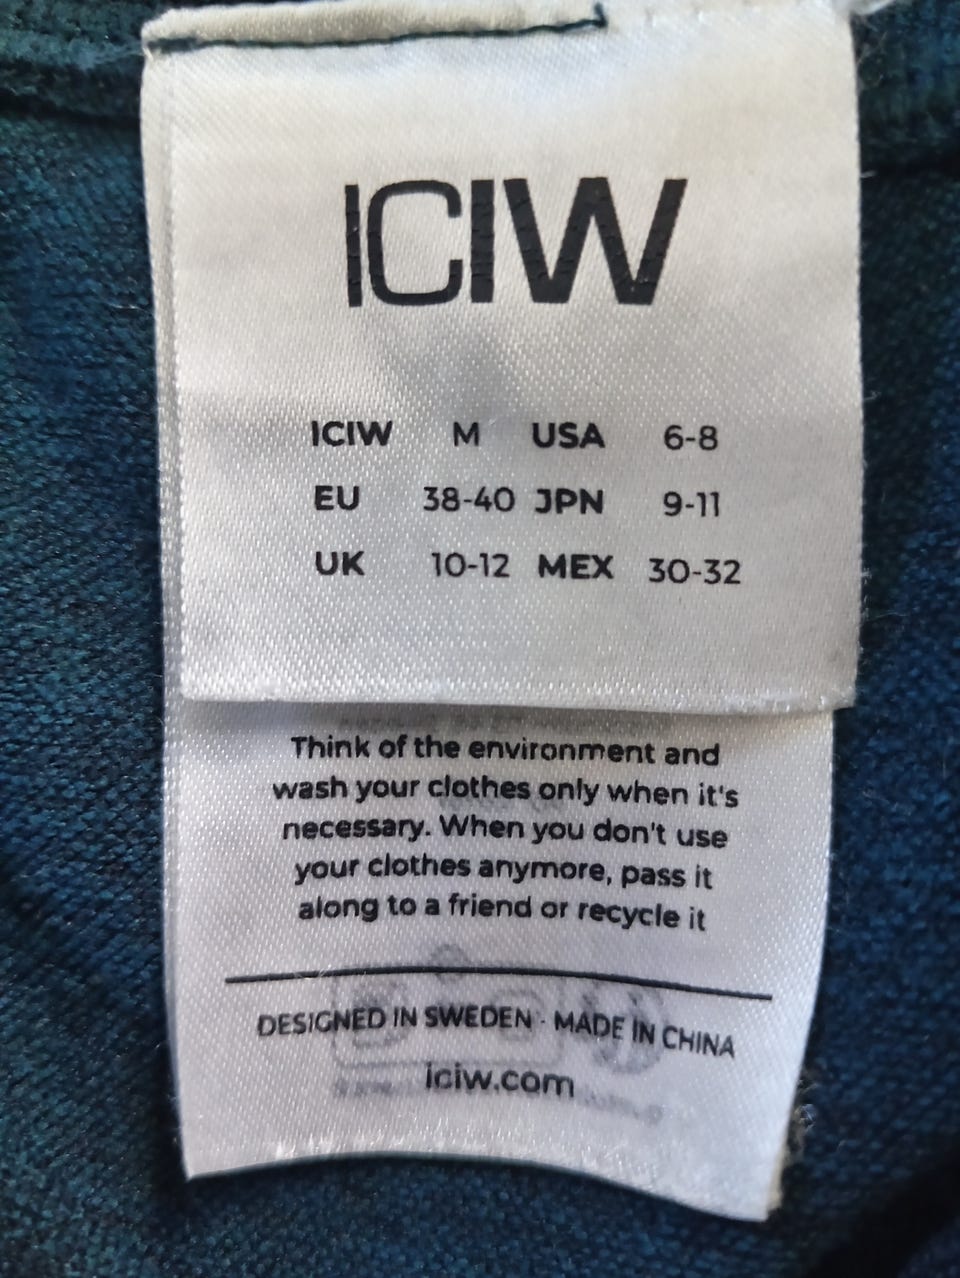 ICIW
ICIW M USA 6-8
EU 38-40 JPN 9-11
UK 10-12 MEX 30-32
Think of the environment and
wash your clothes only when it's
necessary. When you don't use
your clothes anymore, pass it
along to a friend or recycle it
DESIGNED IN SWEDEN · MADE IN CHINA
iciw.com